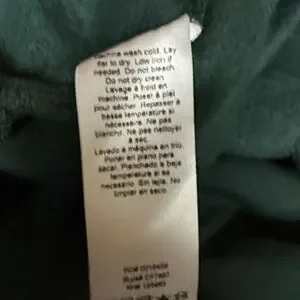 Machine wash cold. Lay
flat to dry. Low iron if
needed. Do not bleach.
Do not dry clean
Lavage à froid en
machine. Poser à plat
pour sécher. Repasser à
basse température si
nécessaire. Ne pas
blanchir. Ne pas nettoyer
à sec.
Lavado a máquina en frío.
Poner en plano para
secar. Planchado a baja
temperatura si es
necesario. Sin lejía. No
limpiar en seco.